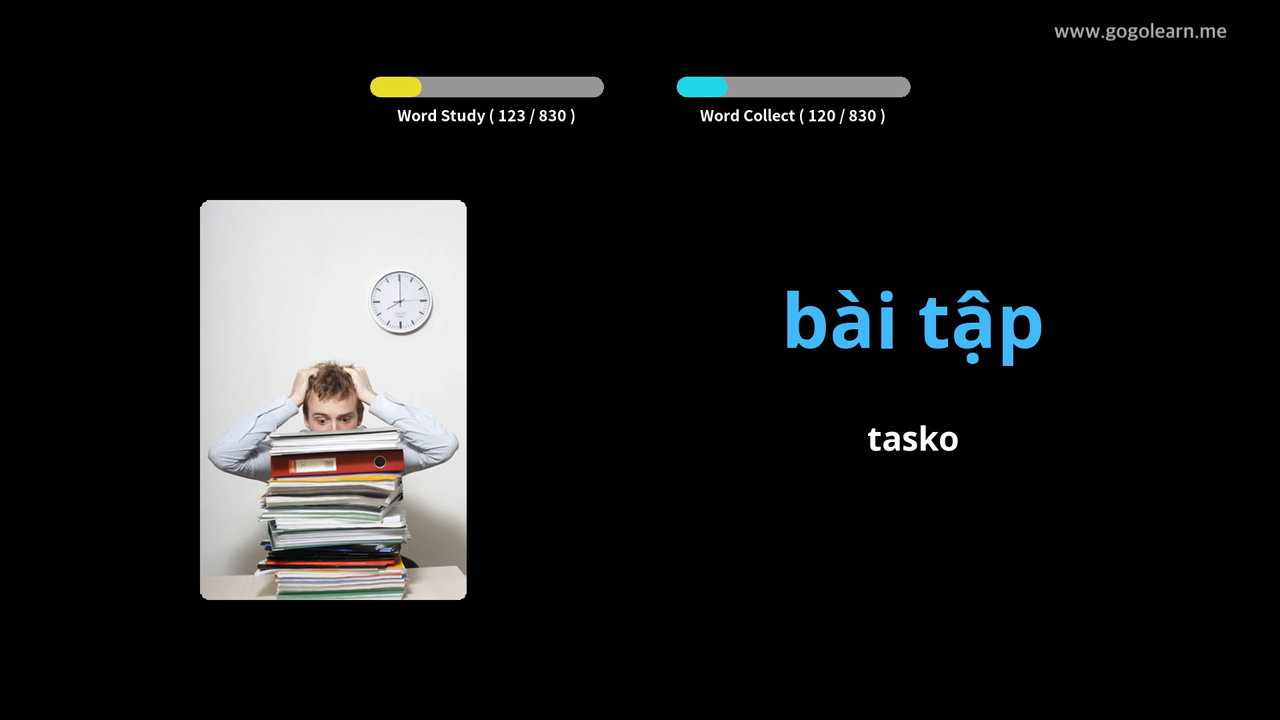 www.gogolearn.me
Word Study ( 123 / 830 )
Word Collect ( 120 / 830 )
bài tập
tasko